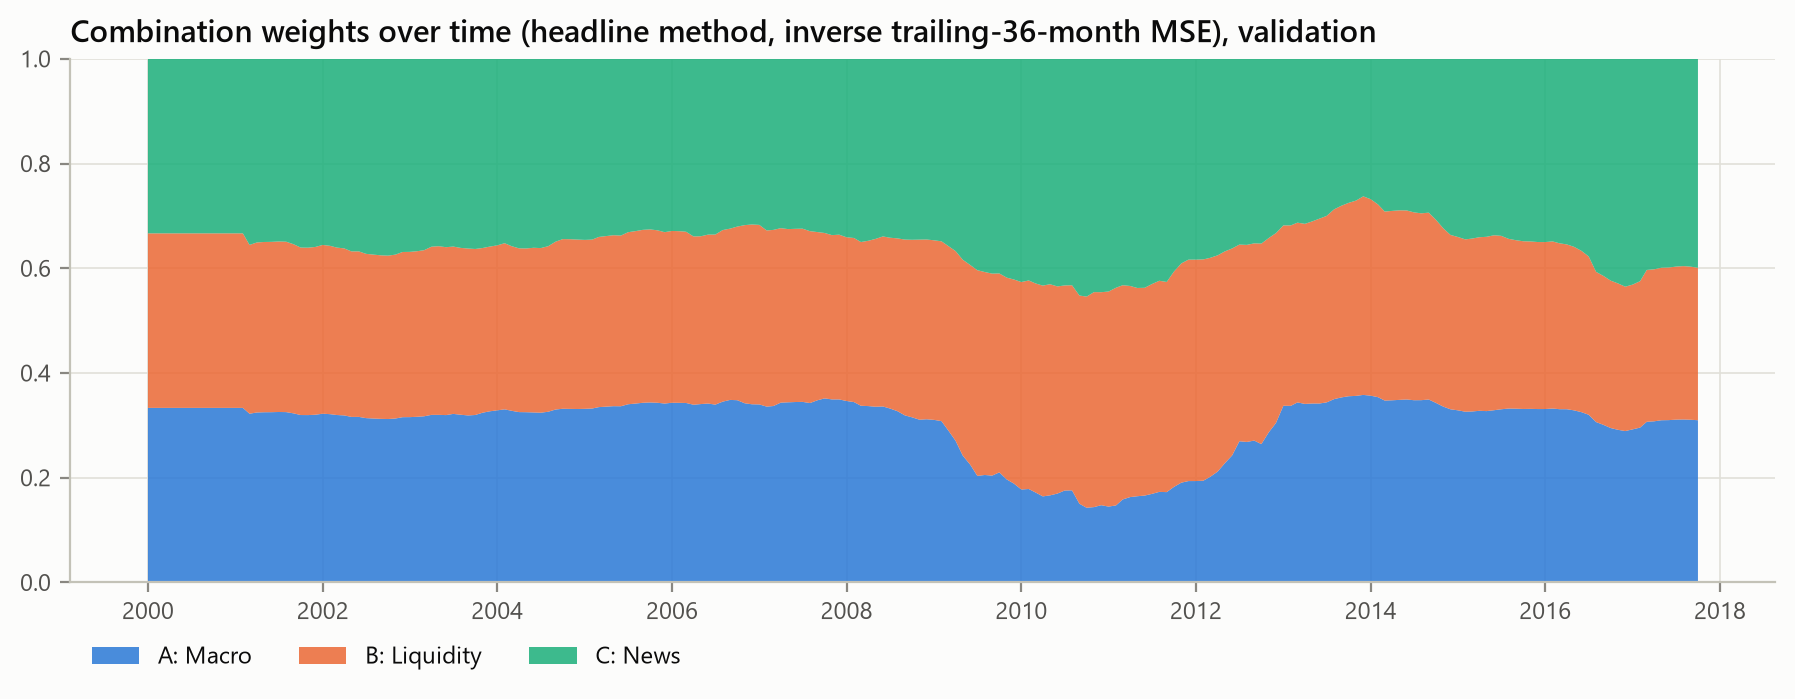 Combination weights over time (headline method, inverse trailing-36-month MSE), validation
1.0
0.8
0.6
0.4
0.2
0.0
2000 2002 2004 2006 2008 2010 2012 2014 2016 2018
A: Macro B: Liquidity C: News